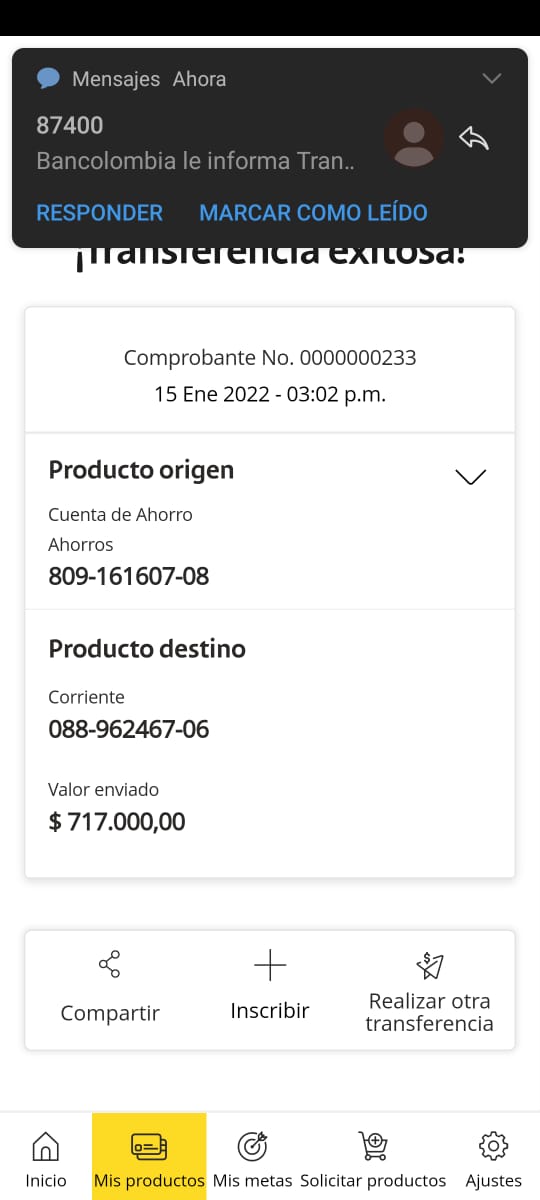 Mensajes Ahora
87400
Bancolombia le informa Tran..
RESPONDER MARCAR COMO LEÍDO
¡Transferencia exitosa!
Comprobante No. 0000000233
15 Ene 2022 - 03:02 p.m.
Producto origen
Cuenta de Ahorro
Ahorros
809-161607-08
Producto destino
Corriente
088-962467-06
Valor enviado
$ 717.000,00
Compartir
Inscribir
Realizar otra
transferencia
Inicio
Mis productos
Mis metas
Solicitar productos
Ajustes